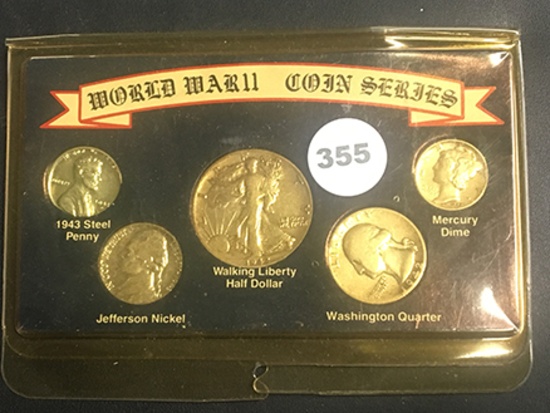 WORLD WAR II COIN SERIES
355
1943 Steel
Penny
Mercury
Dime
Walking Liberty
Half Dollar
Jefferson Nickel
Washington Quarter